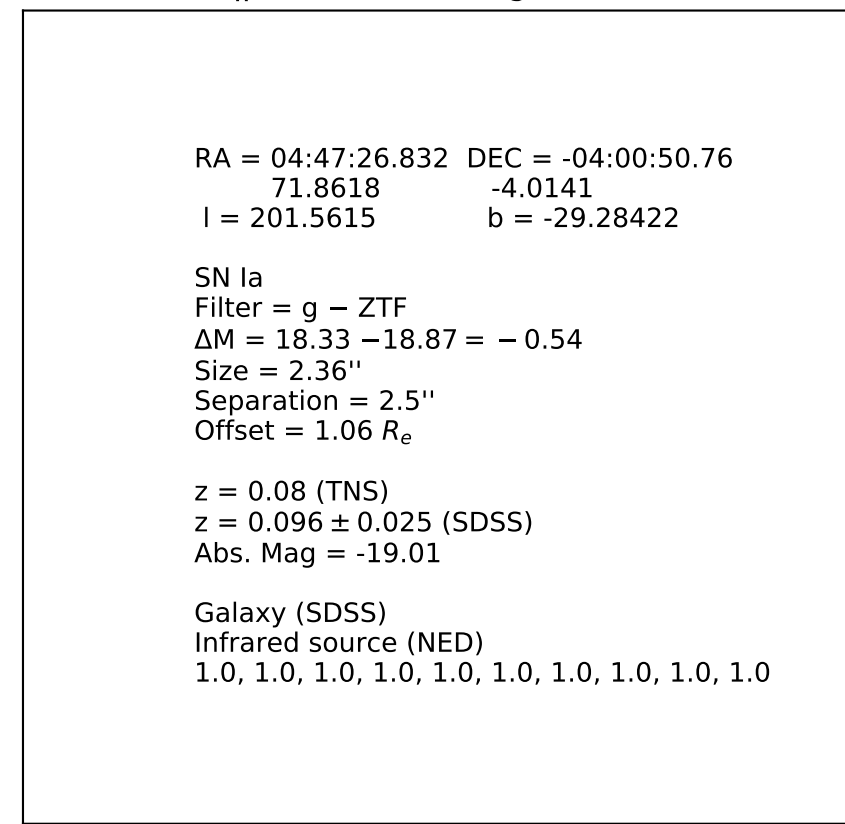 RA = 04:47:26.832 DEC = -04:00:50.76
71.8618 -4.0141
l = 201.5615 b = -29.28422
SN Ia
Filter = g − ZTF
ΔM = 18.33 −18.87 = −0.54
Size = 2.36''
Separation = 2.5''
Offset = 1.06 Re
z = 0.08 (TNS)
z = 0.096 ± 0.025 (SDSS)
Abs. Mag = -19.01
Galaxy (SDSS)
Infrared source (NED)
1.0, 1.0, 1.0, 1.0, 1.0, 1.0, 1.0, 1.0, 1.0, 1.0